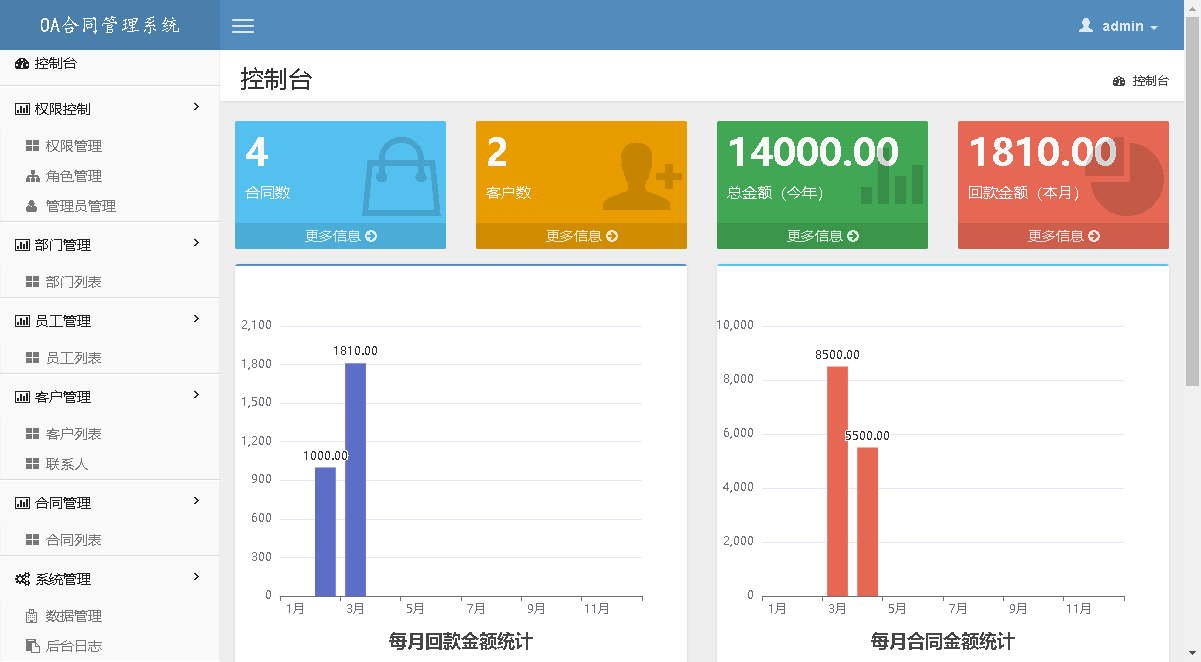 OA合同管理系统
admin
控制台
权限控制
权限管理
角色管理
管理员管理
部门管理
部门列表
员工管理
员工列表
客户管理
客户列表
联系人
合同管理
合同列表
系统管理
数据管理
后台日志
控制台
控制台
4
合同数
更多信息
2
客户数
更多信息
14000.00
总金额（今年）
更多信息
1810.00
回款金额（本月）
更多信息
2,100
1,800
1,500
1,200
900
600
300
0
1000.00
1810.00
1月
3月
5月
7月
9月
11月
每月回款金额统计
10,000
8,000
6,000
4,000
2,000
0
8500.00
5500.00
1月
3月
5月
7月
9月
11月
每月合同金额统计